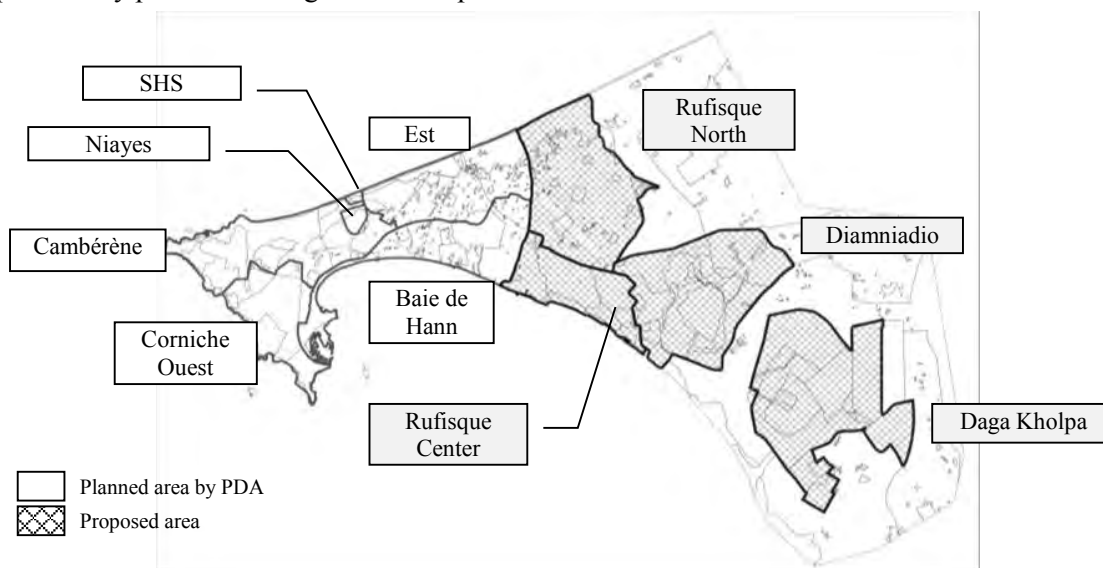 SHS
Rufisque
North
Est
Niayes
Diamniadio
Cambérène
Baie de
Hann
Corniche
Ouest
Rufisque
Center
Daga Kholpa
Planned area by PDA
Proposed area